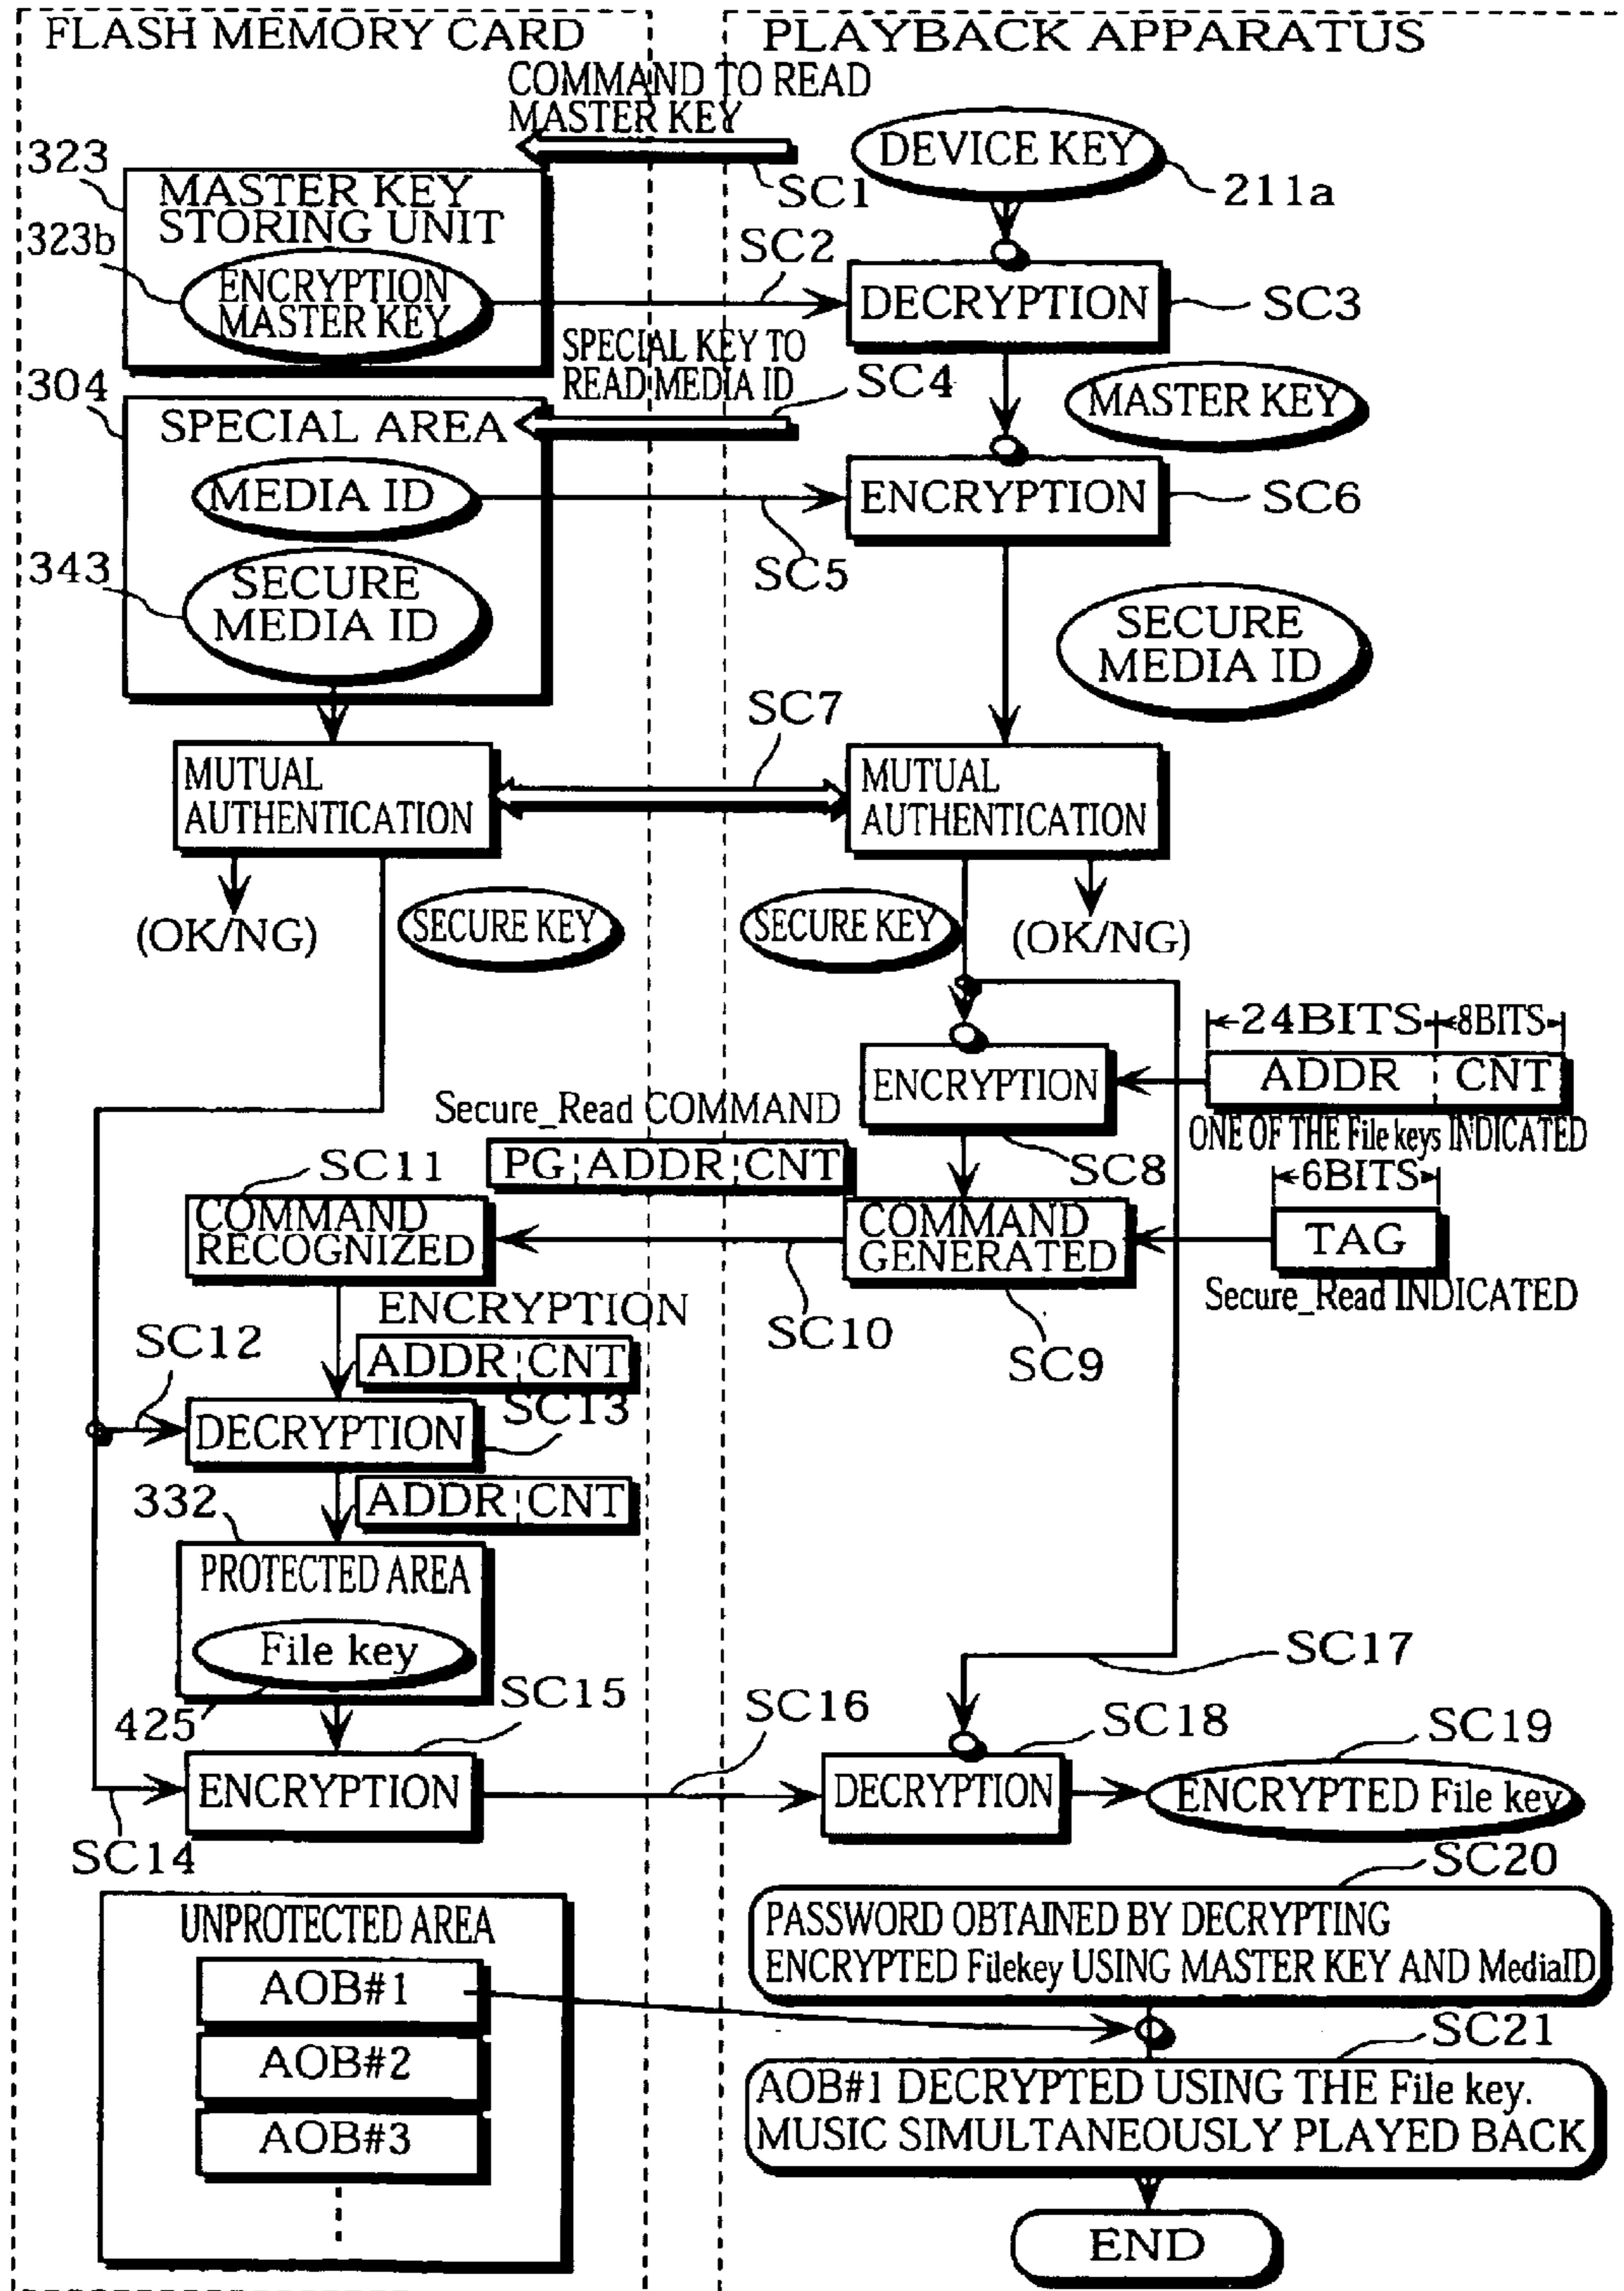 FLASH MEMORY CARD
PLAYBACK APPARATUS
COMMAND TO READ
MASTER KEY
DEVICE KEY
323
SC1
211a
MASTER KEY
STORING UNIT
323b
SC2
ENCRYPTION
MASTER KEY
DECRYPTION
SC3
SPECIAL KEY TO
READ MEDIA ID
304
SC4
MASTER KEY
SPECIAL AREA
MEDIA ID
ENCRYPTION
SC6
343
SC5
SECURE
MEDIA ID
SECURE
MEDIA ID
SC7
MUTUAL
AUTHENTICATION
MUTUAL
AUTHENTICATION
(OK/NG)
SECURE KEY
SECURE KEY
(OK/NG)
24BITS
8BITS
ENCRYPTION
ADDR
CNT
Secure_Read COMMAND
ONE OF THE File keys INDICATED
SC11
PG ADDR CNT
SC8
6BITS
COMMAND
RECOGNIZED
COMMAND
GENERATED
TAG
Secure_Read INDICATED
ENCRYPTION
SC10
SC12
ADDR CNT
SC9
SC13
DECRYPTION
332
ADDR CNT
PROTECTED AREA
File key
SC17
425
SC15
SC16
SC18
SC19
ENCRYPTION
DECRYPTION
ENCRYPTED File key
SC14
SC20
UNPROTECTED AREA
PASSWORD OBTAINED BY DECRYPTING
ENCRYPTED Filekey USING MASTER KEY AND MediaID
AOB#1
SC21
AOB#2
AOB#1 DECRYPTED USING THE File key.
MUSIC SIMULTANEOUSLY PLAYED BACK
AOB#3
END